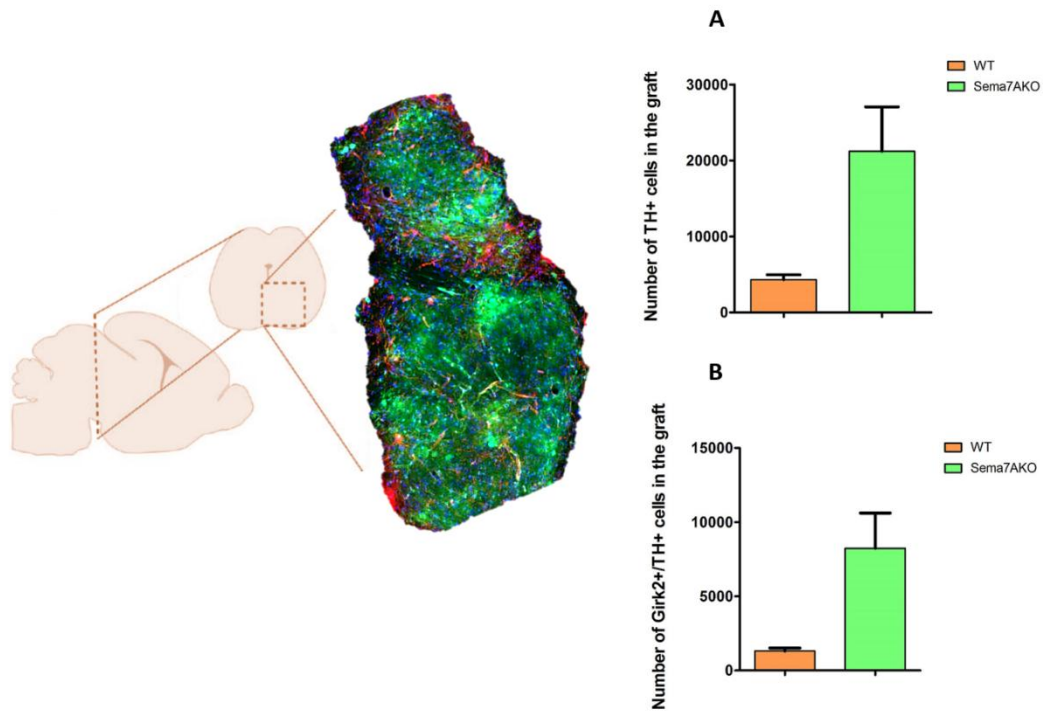 A
WT
Sema7AKO
Number of TH+ cells in the graft
30000
20000
10000
0
B
WT
Sema7AKO
Number of Girk2+/TH+ cells in the graft
15000
10000
5000
0